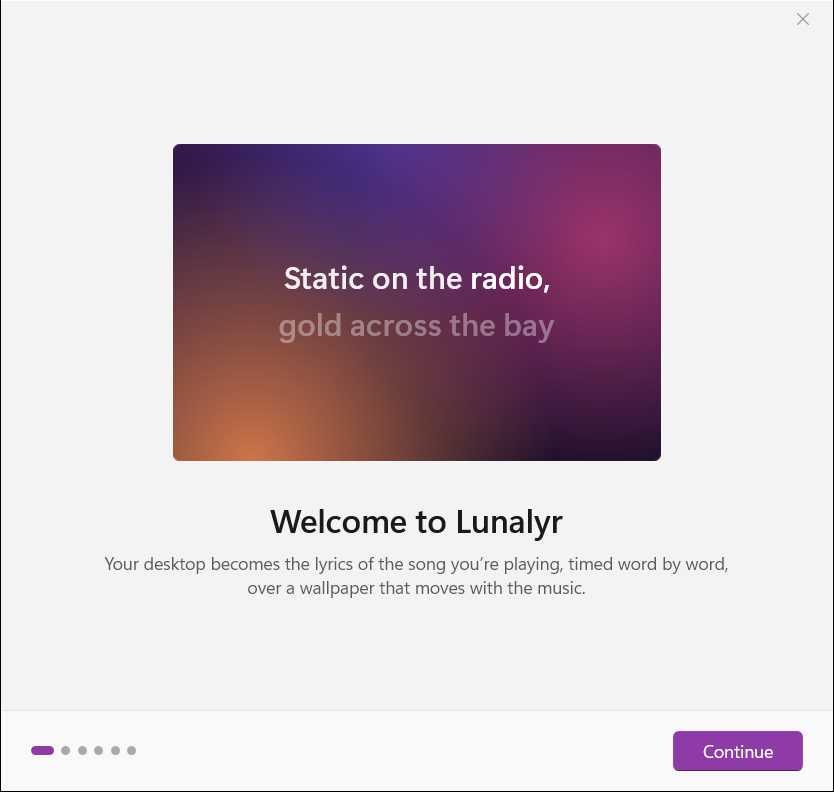 Static on the radio,
gold across the bay
Welcome to Lunalyr
Your desktop becomes the lyrics of the song you’re playing, timed word by word,
over a wallpaper that moves with the music.
Continue